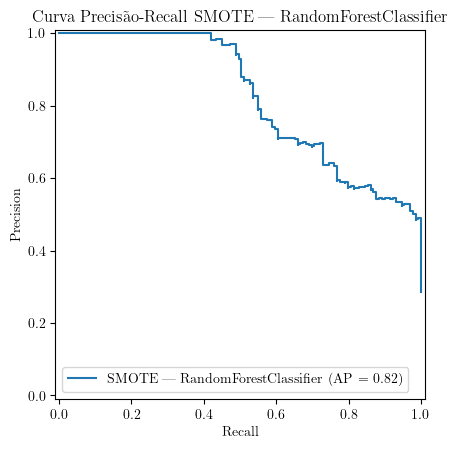 Curva Precisão-Recall SMOTE — RandomForestClassifier
1.0
0.8
0.6
0.4
0.2
0.0
Precision
SMOTE — RandomForestClassifier (AP = 0.82)
0.0 0.2 0.4 0.6 0.8 1.0
Recall